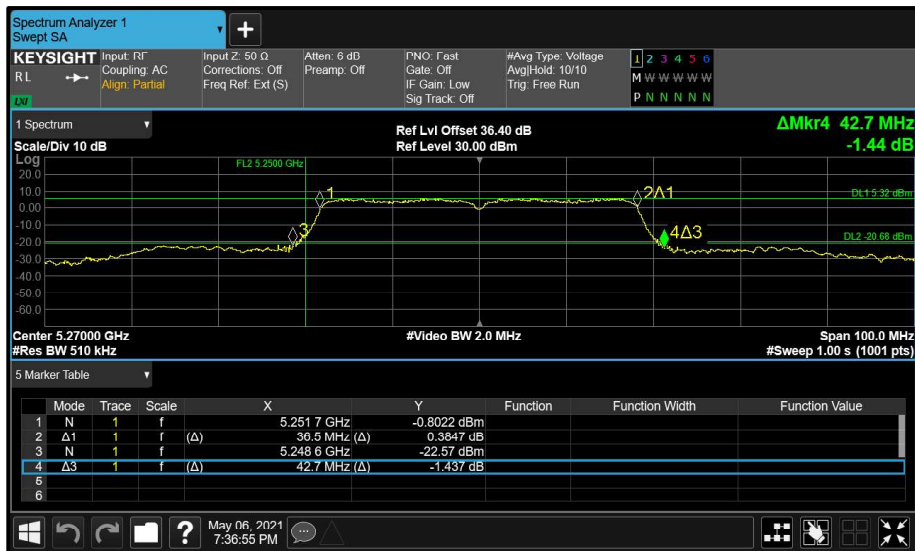 Spectrum Analyzer 1
Swept SA
+
KEYSIGHT Input: RF Input Z: 50 Ω Atten: 6 dB PNO: Fast #Avg Type: Voltage 1 2 3 4 5 6
RL Coupling: AC Corrections: Off Preamp: Off Gate: Off Avg|Hold: 10/10 M W W W W W
Align: Partial Freq Ref: Ext (S) IF Gain: Low Trig: Free Run P N N N N N
LXI Sig Track: Off
1 Spectrum
Ref Lvl Offset 36.40 dB ΔMkr4 42.7 MHz
Scale/Div 10 dB Ref Level 30.00 dBm -1.44 dB
Log
FL2 5.2500 GHz
20.0
10.0 1 2Δ1 DL1 5.32 dBm
0.00
-10.0 3 4Δ3
-20.0 DL2 -20.68 dBm
-30.0
-40.0
-50.0
-60.0
Center 5.27000 GHz #Video BW 2.0 MHz Span 100.0 MHz
#Res BW 510 kHz #Sweep 1.00 s (1001 pts)
5 Marker Table
Mode Trace Scale X Y Function Function Width Function Value
1 N 1 f 5.251 7 GHz -0.8022 dBm
2 Δ1 1 f (Δ) 36.5 MHz (Δ) 0.3847 dB
3 N 1 f 5.248 6 GHz -22.57 dBm
4 Δ3 1 f (Δ) 42.7 MHz (Δ) -1.437 dB
5
6
? May 06, 2021
7:36:55 PM